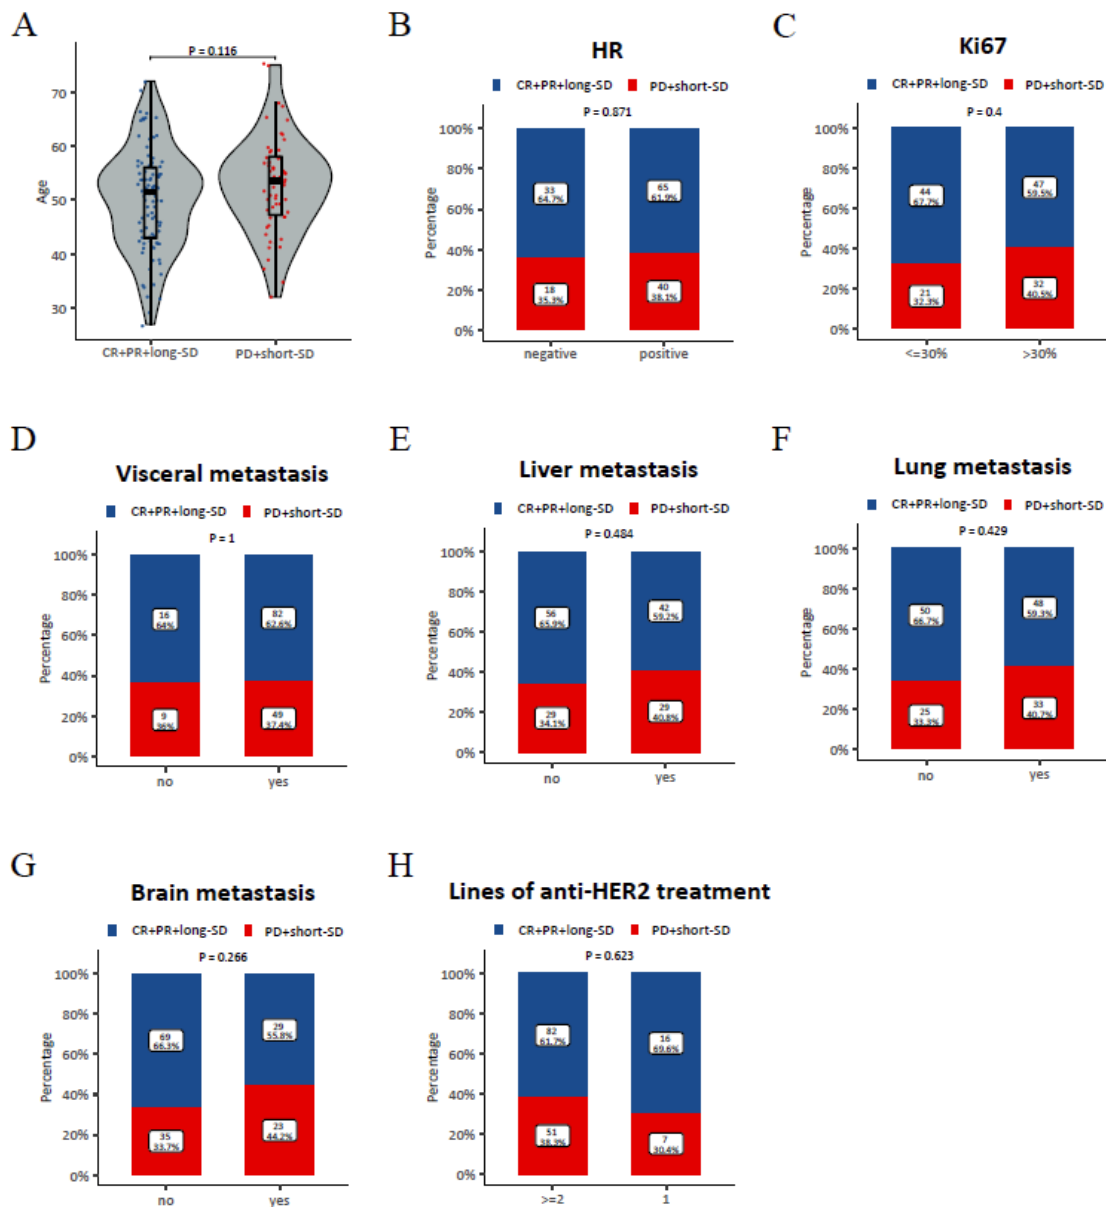 A
P = 0.116
Age
70
60
50
40
30
CR+PR+long-SD PD+short-SD
B
HR
CR+PR+long-SD PD+short-SD
P = 0.871
Percentage
100%
80%
60%
40%
20%
0%
33
64.7%
65
61.9%
18
35.3%
40
38.1%
negative positive
C
Ki67
CR+PR+long-SD PD+short-SD
P = 0.4
Percentage
100%
80%
60%
40%
20%
0%
44
67.7%
47
59.5%
21
32.3%
32
40.5%
<=30% >30%
D
Visceral metastasis
CR+PR+long-SD PD+short-SD
P = 1
Percentage
100%
80%
60%
40%
20%
0%
16
64%
82
62.6%
9
36%
49
37.4%
no yes
E
Liver metastasis
CR+PR+long-SD PD+short-SD
P = 0.484
Percentage
100%
80%
60%
40%
20%
0%
56
65.9%
42
59.2%
29
34.1%
29
40.8%
no yes
F
Lung metastasis
CR+PR+long-SD PD+short-SD
P = 0.429
Percentage
100%
80%
60%
40%
20%
0%
50
66.7%
48
59.3%
25
33.3%
33
40.7%
no yes
G
Brain metastasis
CR+PR+long-SD PD+short-SD
P = 0.266
Percentage
100%
80%
60%
40%
20%
0%
69
66.3%
29
55.8%
35
33.7%
23
44.2%
no yes
H
Lines of anti-HER2 treatment
CR+PR+long-SD PD+short-SD
P = 0.623
Percentage
100%
80%
60%
40%
20%
0%
82
61.7%
16
69.6%
51
38.3%
7
30.4%
>=2 1